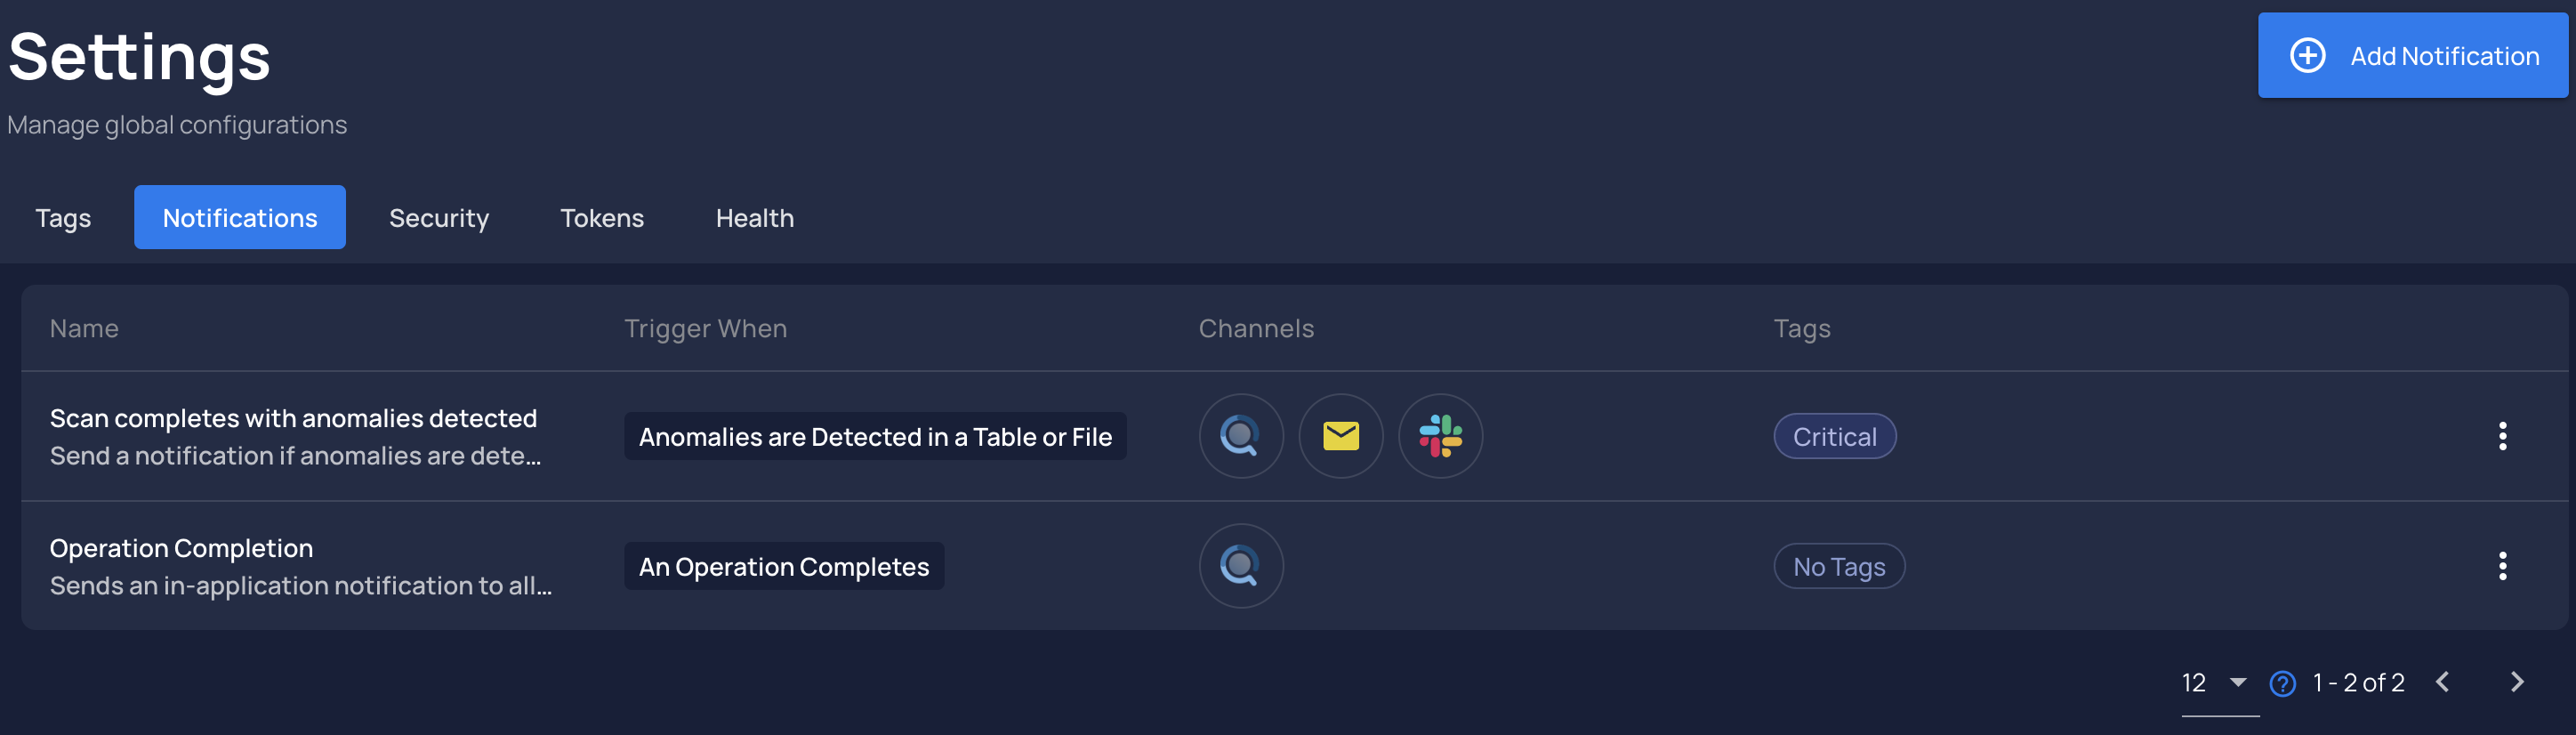 Settings
Add Notification
Manage global configurations
Tags Notifications Security Tokens Health
Name Trigger When Channels Tags
Scan completes with anomalies detected
Send a notification if anomalies are dete...
Anomalies are Detected in a Table or File
Critical
Operation Completion
Sends an in-application notification to all...
An Operation Completes
No Tags
12 ? 1 - 2 of 2